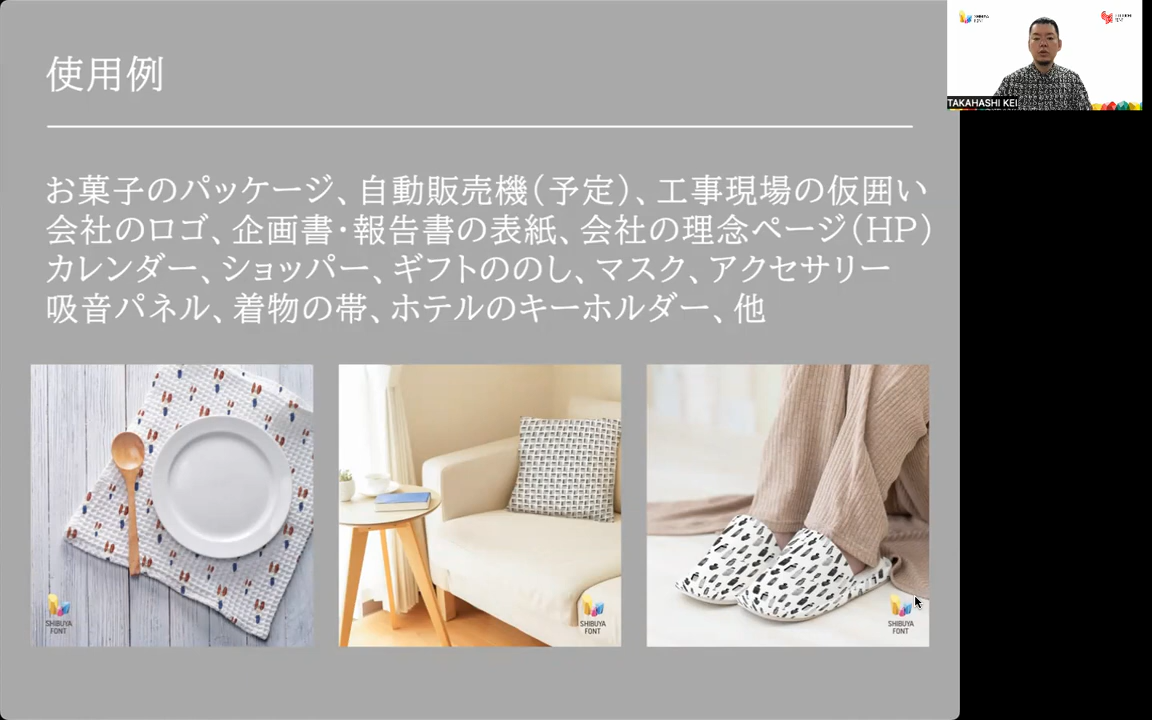 使用例
お菓子のパッケージ、自動販売機（予定）、工事現場の仮囲い
会社のロゴ、企画書・報告書の表紙、会社の理念ページ（HP）
カレンダー、ショッパー、ギフトののし、マスク、アクセサリー
吸音パネル、着物の帯、ホテルのキーホルダー、他
SHIBUYA
FONT
SHIBUYA
FONT
SHIBUYA
FONT
SHIBUYA
FONT
TAKAHASHI KEI